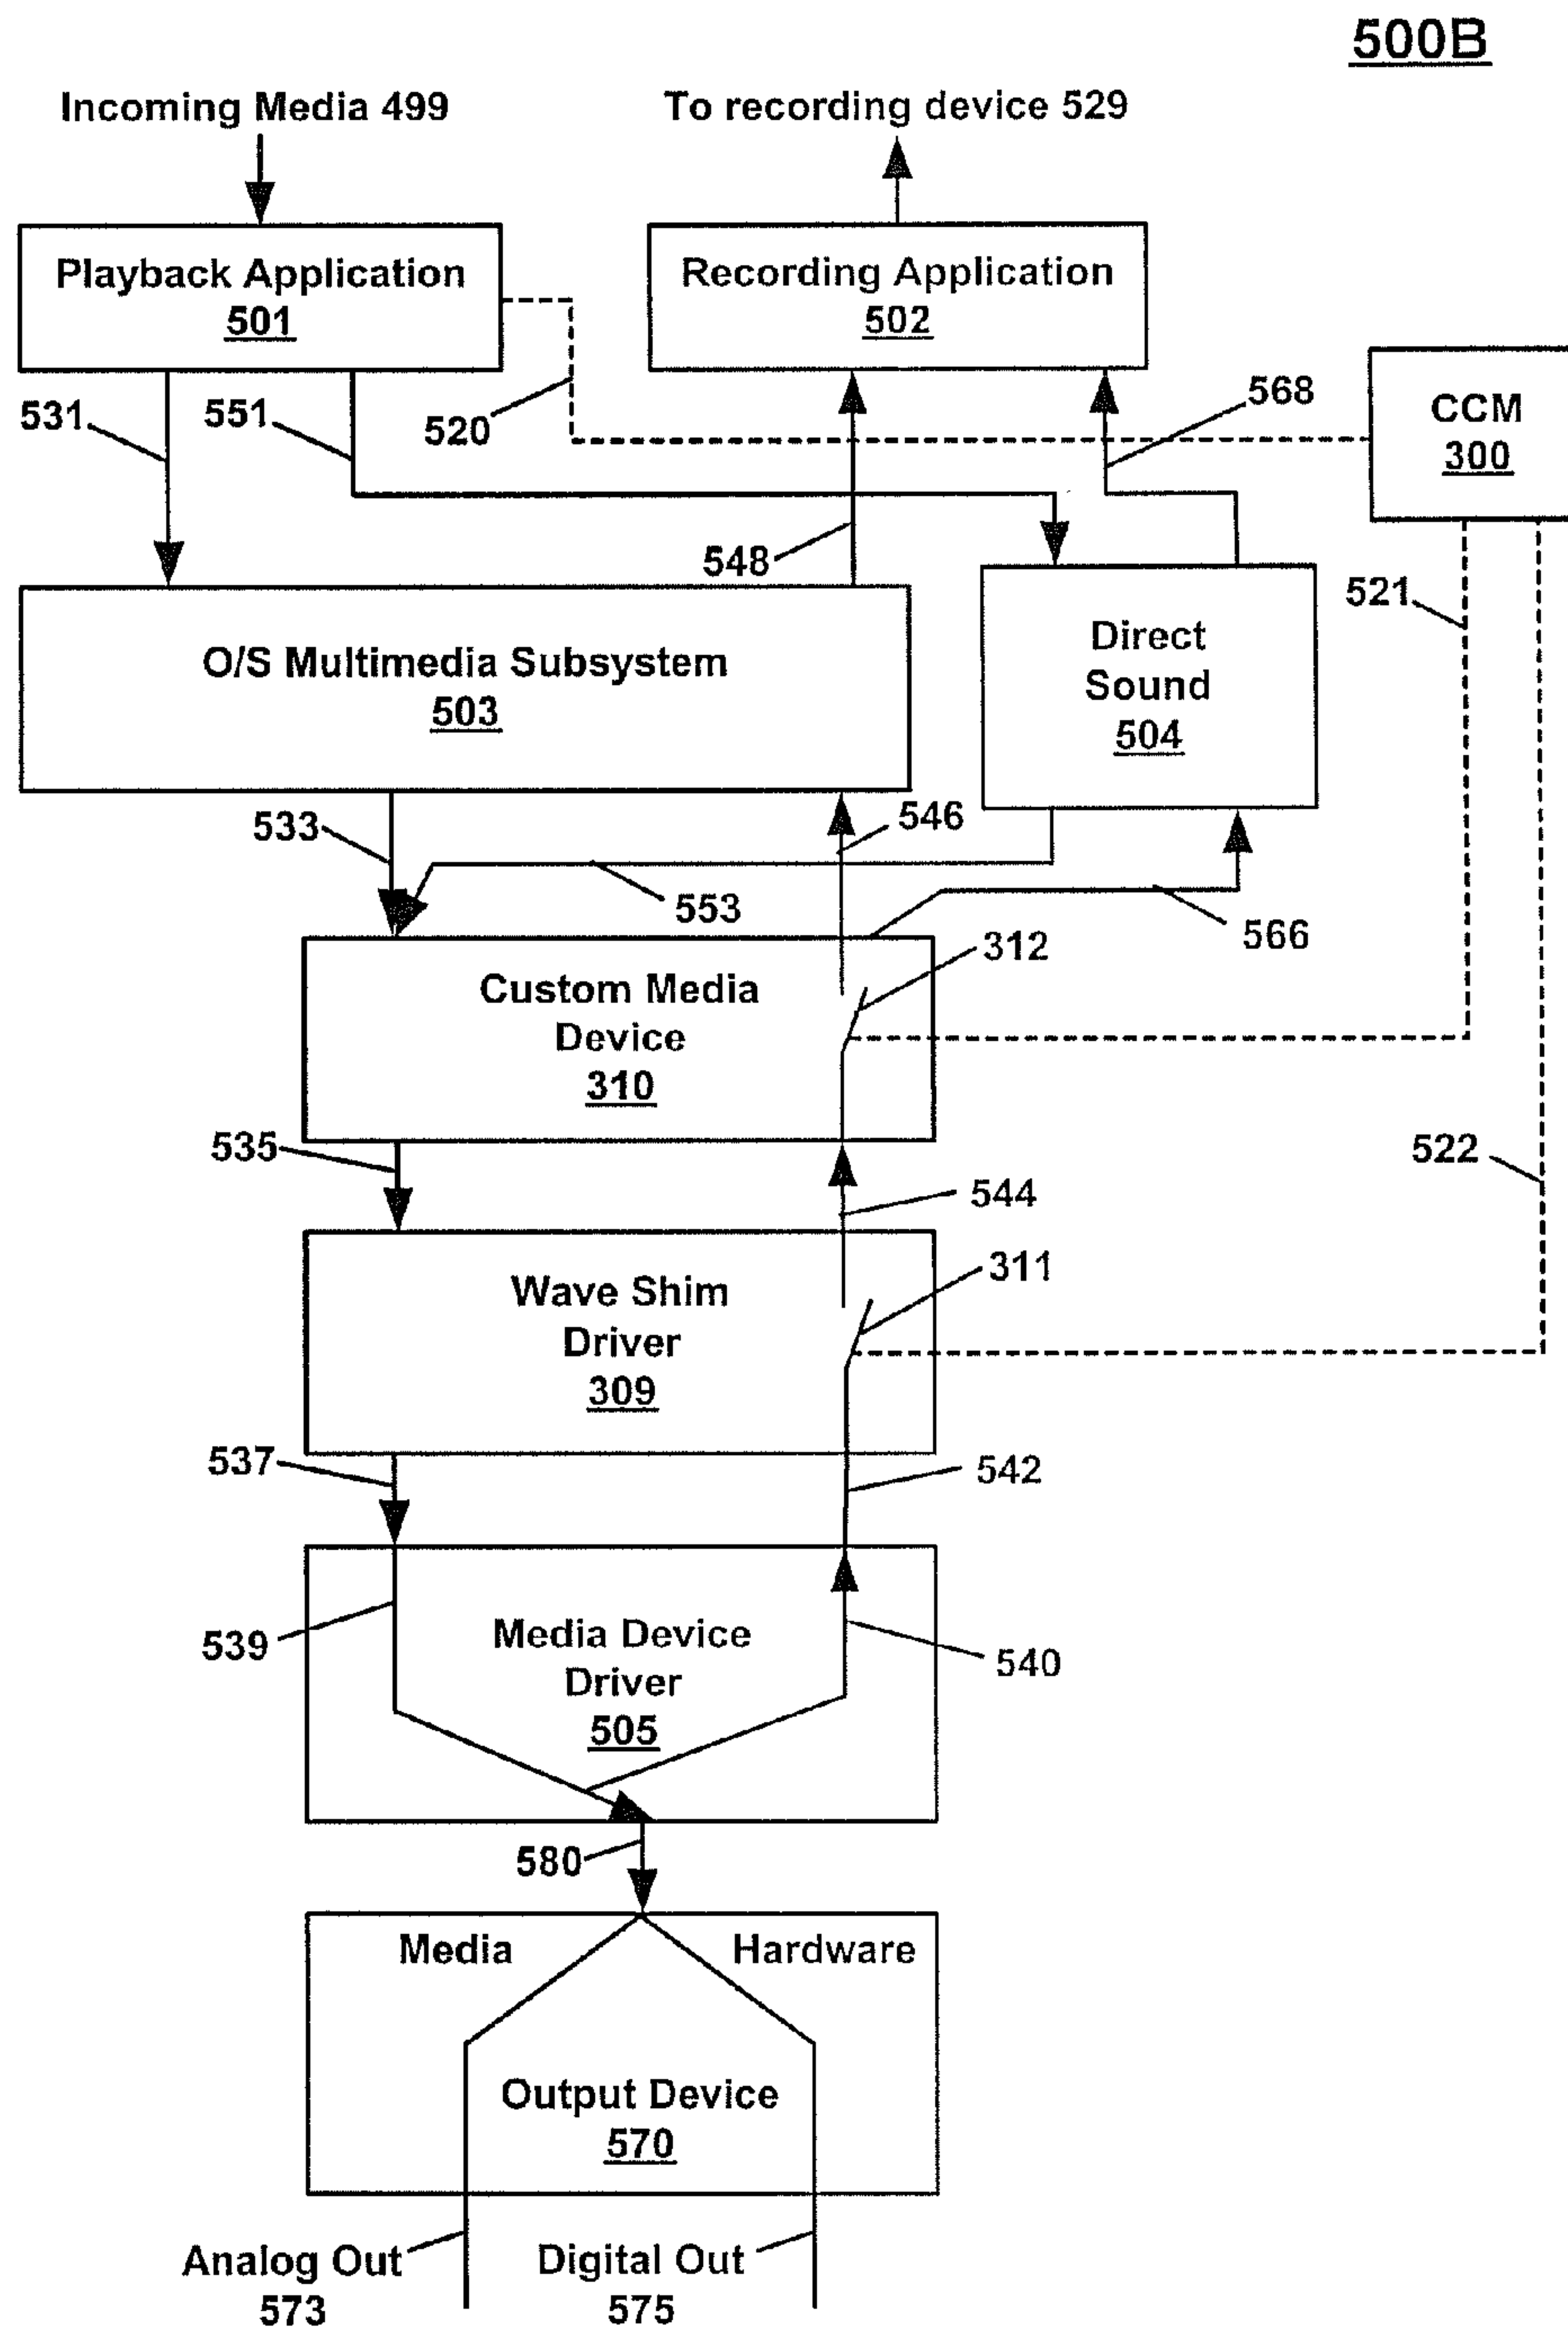 500B
Incoming Media 499
To recording device 529
Playback Application
501
Recording Application
502
CCM
300
531
551
520
568
548
521
O/S Multimedia Subsystem
503
Direct
Sound
504
533
546
553
566
312
Custom Media
Device
310
535
522
544
311
Wave Shim
Driver
309
537
542
539
Media Device
Driver
505
540
580
Media
Hardware
Output Device
570
Analog Out
573
Digital Out
575